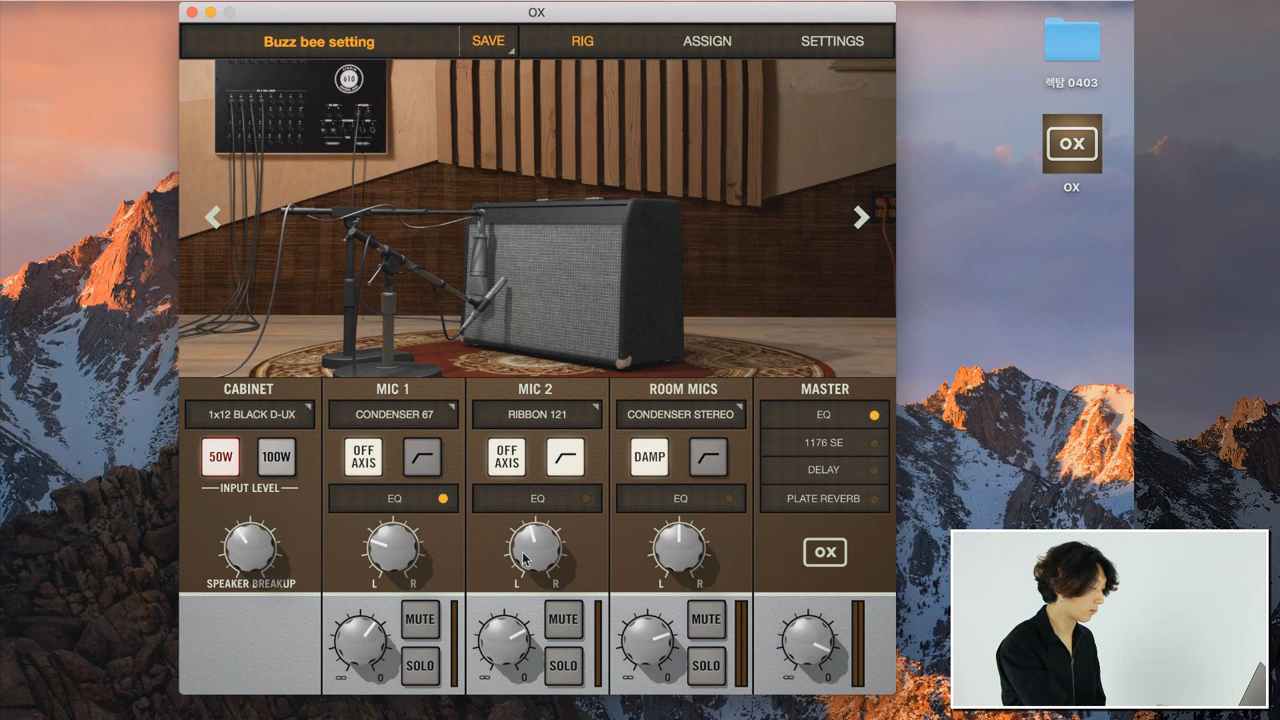 OX
Buzz bee setting
SAVE
RIG
ASSIGN
SETTINGS
렉탐 0403
OX
OX
610
CABINET
MIC 1
MIC 2
ROOM MICS
MASTER
1x12 BLACK D-UX
CONDENSER 67
RIBBON 121
CONDENSER STEREO
EQ
1176 SE
DELAY
PLATE REVERB
50W
100W
OFF
AXIS
OFF
AXIS
DAMP
INPUT LEVEL
EQ
EQ
EQ
OX
SPEAKER BREAKUP
L R
L R
L R
MUTE
MUTE
MUTE
SOLO
SOLO
SOLO
∞ 0
∞ 0
∞ 0
∞ 0